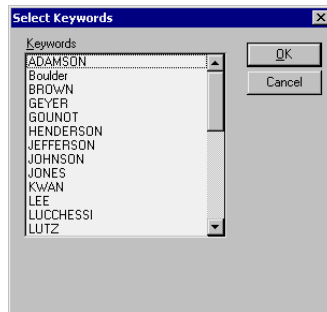 Select Keywords
Keywords
ADAMSON
Boulder
BROWN
GEYER
GOUNOT
HENDERSON
JEFFERSON
JOHNSON
JONES
KWAN
LEE
LUCCHESSI
LUTZ
OK
Cancel